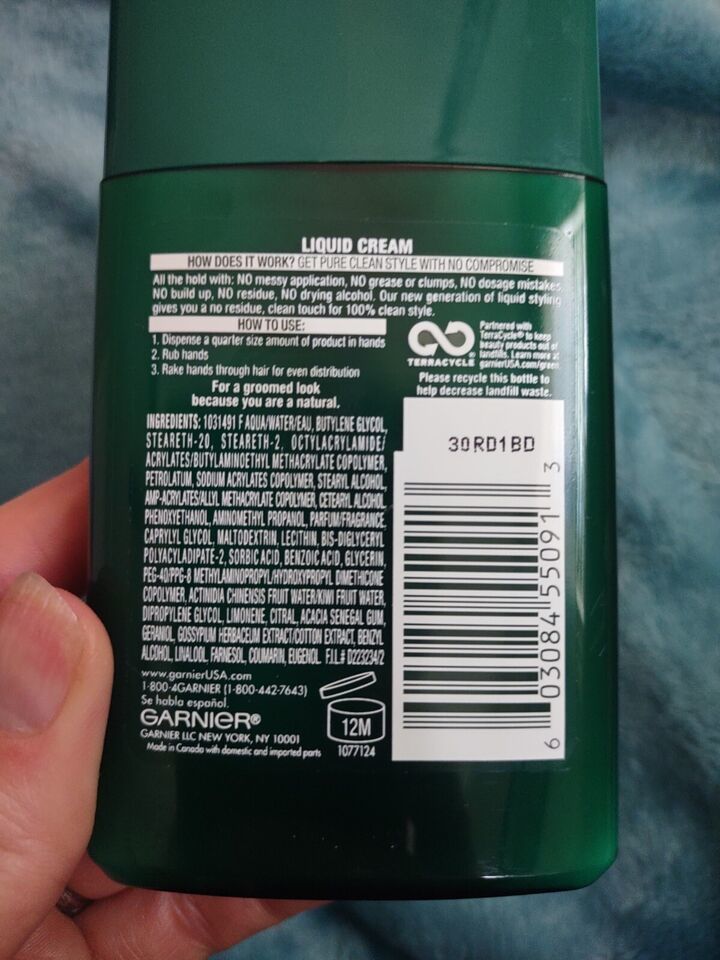 LIQUID CREAM
HOW DOES IT WORK? GET PURE CLEAN STYLE WITH NO COMPROMISE
All the hold with: NO messy application, NO grease or clumps, NO dosage mistakes,
NO build up, NO residue, NO drying alcohol. Our new generation of liquid styling
gives you a no residue, clean touch for 100% clean style.
HOW TO USE:
1. Dispense a quarter size amount of product in hands
2. Rub hands
3. Rake hands through hair for even distribution
For a groomed look
because you are a natural.
Partnered with
TerraCycle® to keep
beauty products out of
landfills. Learn more at
garnierUSA.com/green
TERRACYCLE®
Please recycle this bottle to
help decrease landfill waste.
INGREDIENTS: 1031491 F AQUA/WATER/EAU, BUTYLENE GLYCOL,
STEARETH-20, STEARETH-2, OCTYLACRYLAMIDE/
ACRYLATES/BUTYLAMINOETHYL METHACRYLATE COPOLYMER,
PETROLATUM, SODIUM ACRYLATES COPOLYMER, STEARYL ALCOHOL,
AMP-ACRYLATES/ALLYL METHACRYLATE COPOLYMER, CETEARYL ALCOHOL,
PHENOXYETHANOL, AMINOMETHYL PROPANOL, PARFUM/FRAGRANCE,
CAPRYLYL GLYCOL, MALTODEXTRIN, LECITHIN, BIS-DIGLYCERYL
POLYACYLADIPATE-2, SORBIC ACID, BENZOIC ACID, GLYCERIN,
PEG-40/PPG-8 METHYLAMINOPROPYL/HYDROXYPROPYL DIMETHICONE
COPOLYMER, ACTINIDIA CHINENSIS FRUIT WATER/KIWI FRUIT WATER,
DIPROPYLENE GLYCOL, LIMONENE, CITRAL, ACACIA SENEGAL GUM,
GERANIOL, GOSSYPIUM HERBACEUM EXTRACT/COTTON EXTRACT, BENZYL
ALCOHOL, LINALOOL, FARNESOL, COUMARIN, EUGENOL. F.I.L.# D223234/2
www.garnierUSA.com
1-800-4GARNIER (1-800-442-7643)
Se habla español.
GARNIER®
GARNIER LLC NEW YORK, NY 10001
Made in Canada with domestic and imported parts
12M
1077124
30RD1BD
6 03084 55091 3